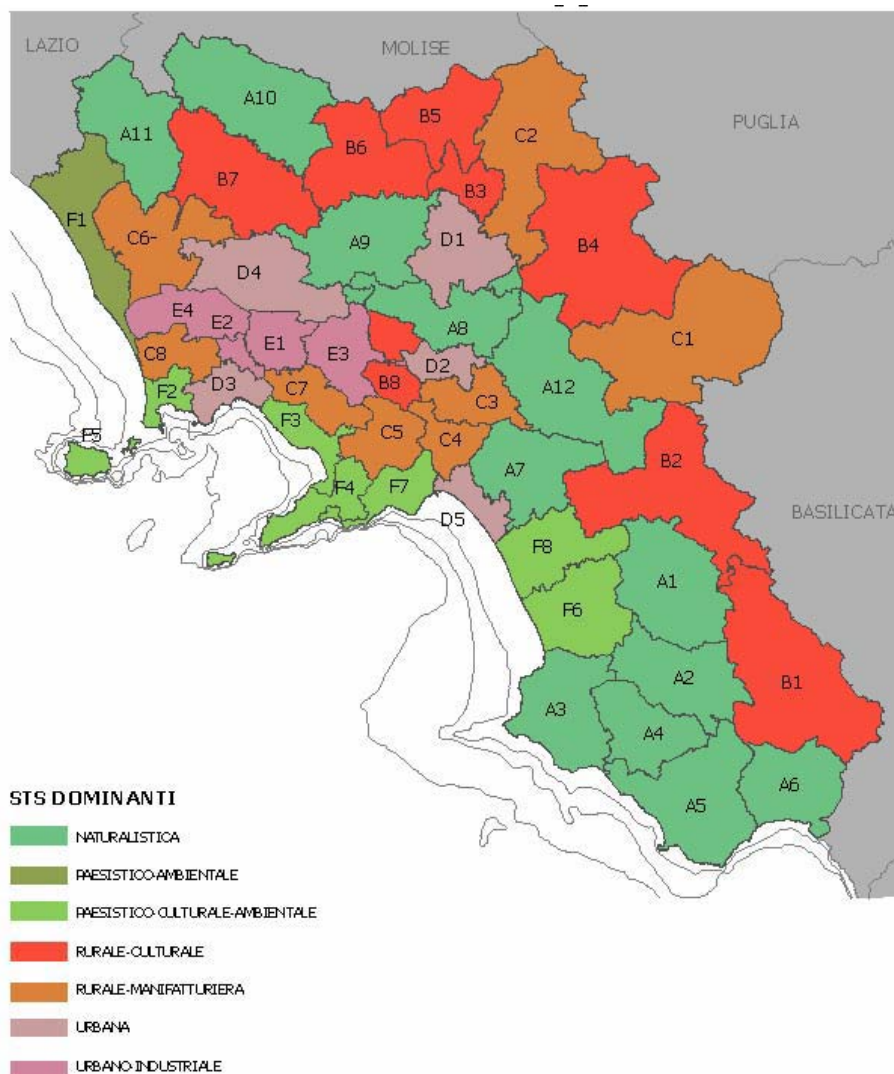 LAZIO
MOLISE
PUGLIA
BASILICATA
A10
A11
B5
C2
B6
B7
B3
F1
C6-
A9
D1
B4
D4
E4
E2
A8
C1
E1
E3
C8
D2
A12
F2
D3
C7
B8
C3
F3
C5
C4
B2
F5
A7
F4
F7
D5
F8
A1
F6
A2
B1
A3
A4
A6
A5
STS DOMINANTI
NATURALISTICA
PAESISTICO-AMBIENTALE
PAESISTICO-CULTURALE-AMBIENTALE
RURALE-CULTURALE
RURALE-MANIFATTURIERA
URBANA
URBANO INDUSTRIALE